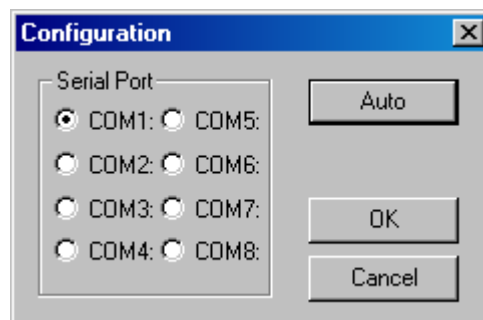 Configuration
Serial Port
COM1: COM5:
COM2: COM6:
COM3: COM7:
COM4: COM8:
Auto
OK
Cancel